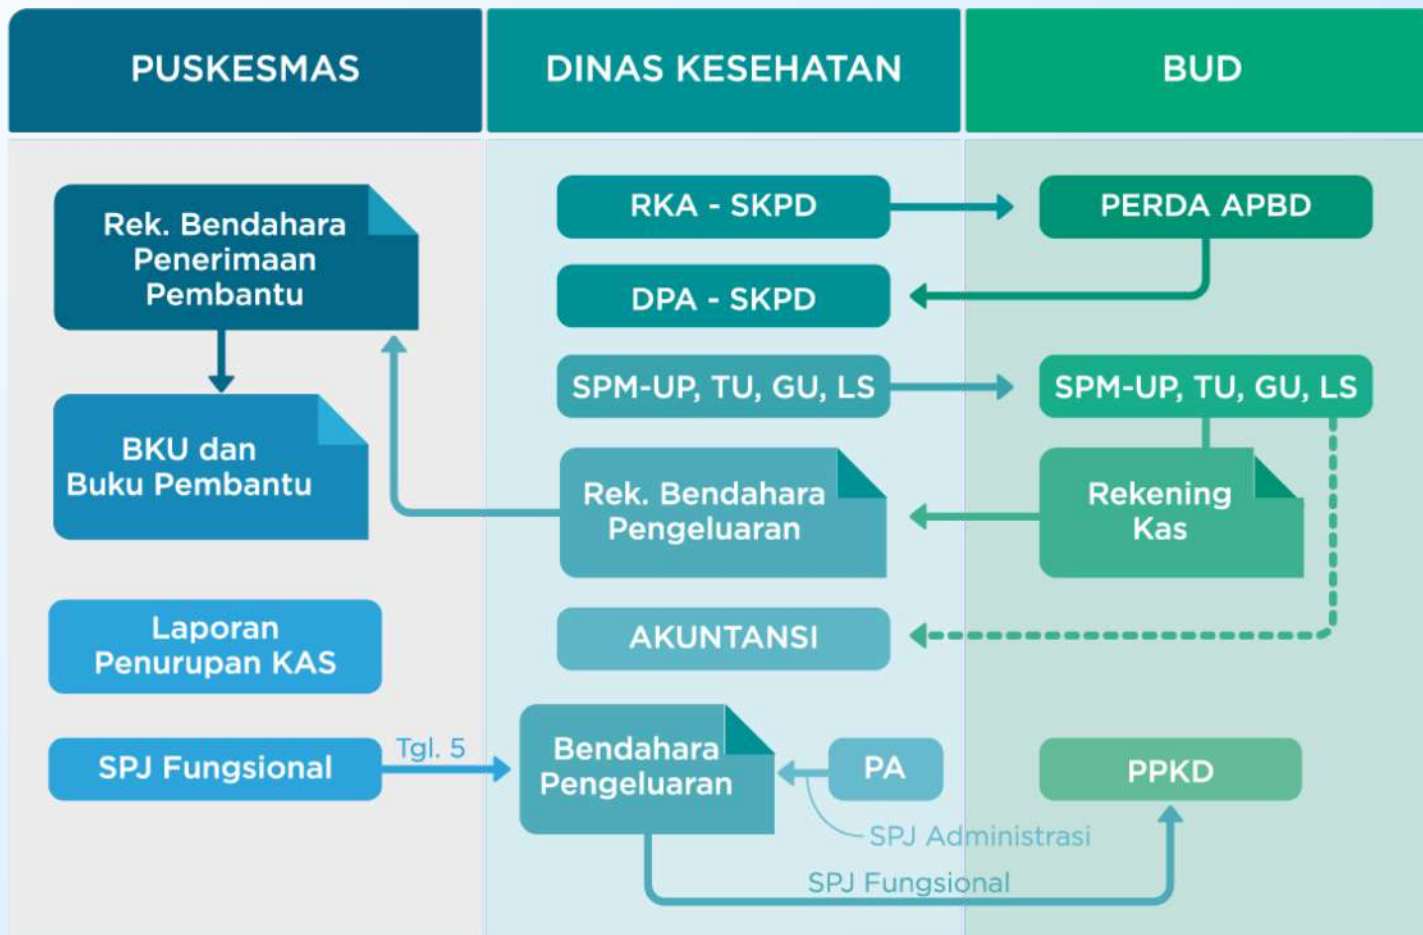 PUSKESMAS
DINAS KESEHATAN
BUD
Rek. Bendahara
Penerimaan
Pembantu
BKU dan
Buku Pembantu
Laporan
Penurupan KAS
SPJ Fungsional
Tgl. 5
RKA - SKPD
DPA - SKPD
SPM-UP, TU, GU, LS
Rek. Bendahara
Pengeluaran
AKUNTANSI
Bendahara
Pengeluaran
PA
SPJ Administrasi
SPJ Fungsional
PERDA APBD
SPM-UP, TU, GU, LS
Rekening
Kas
PPKD